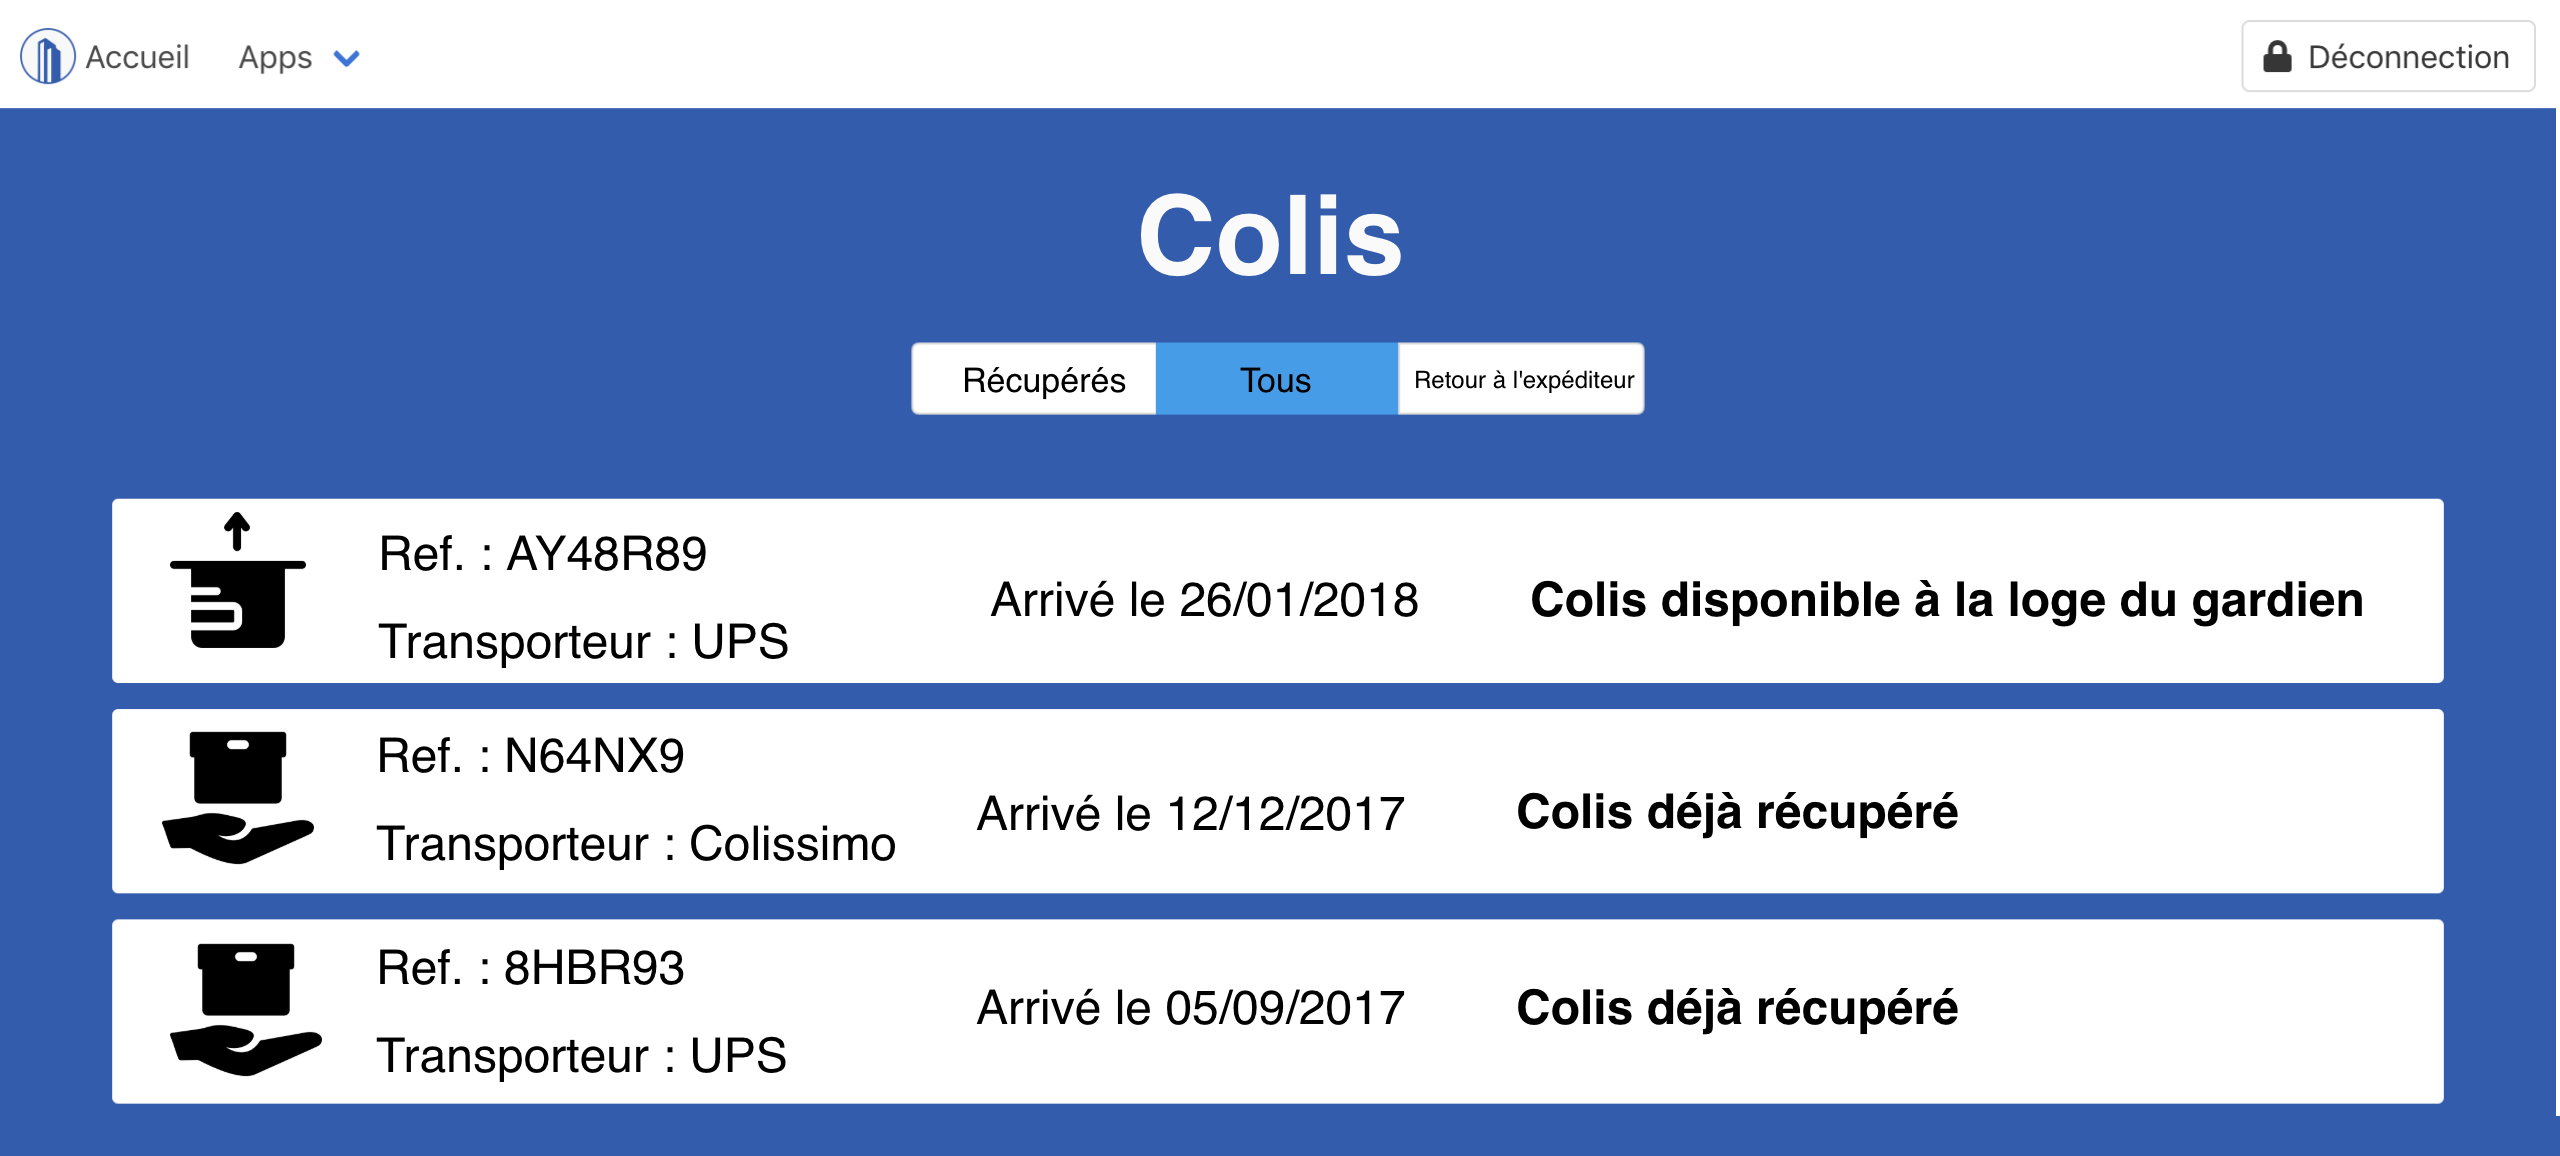 Accueil Apps Déconnection
Colis
Récupérés Tous Retour à l'expéditeur
Ref. : AY48R89
Transporteur : UPS
Arrivé le 26/01/2018
Colis disponible à la loge du gardien
Ref. : N64NX9
Transporteur : Colissimo
Arrivé le 12/12/2017
Colis déjà récupéré
Ref. : 8HBR93
Transporteur : UPS
Arrivé le 05/09/2017
Colis déjà récupéré